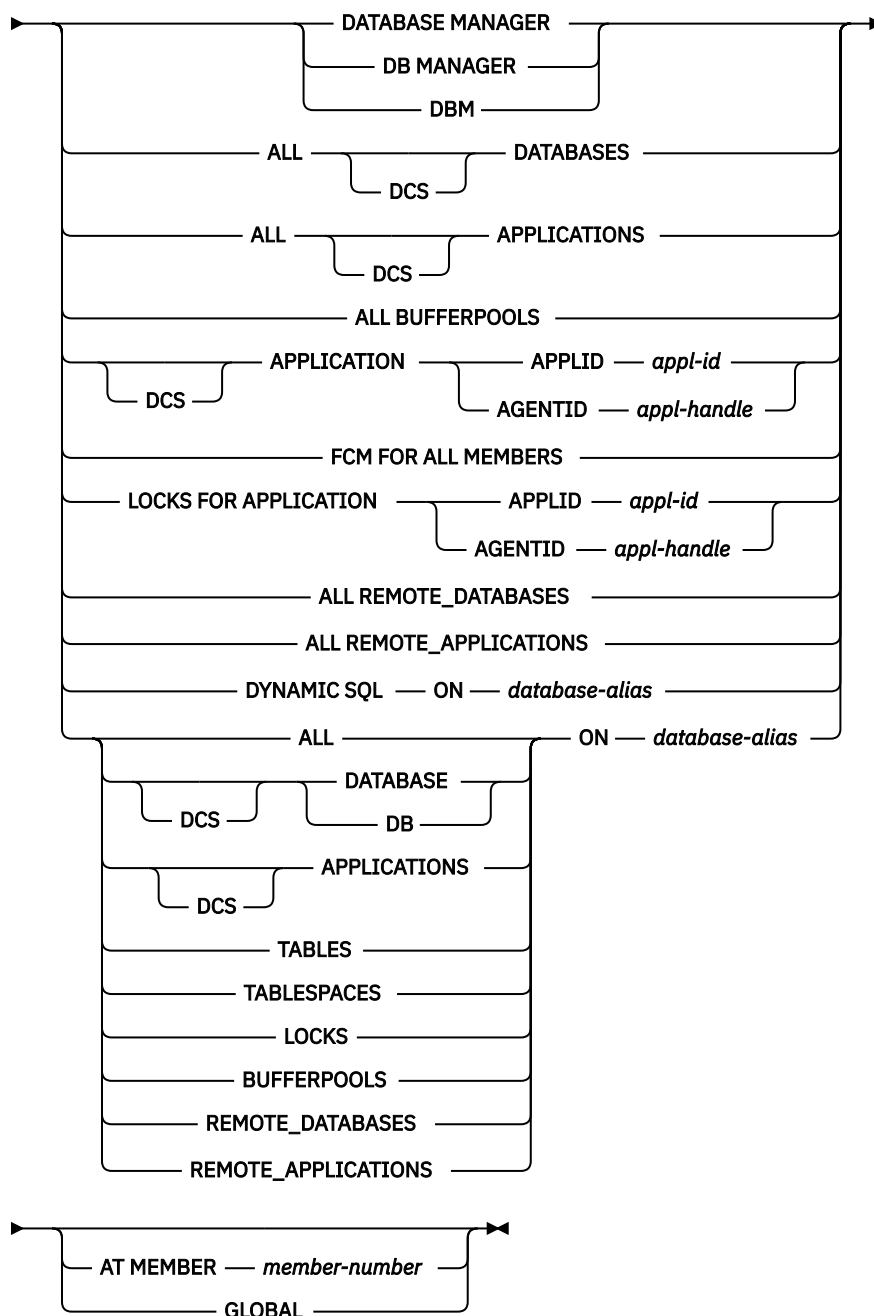 DATABASE MANAGER
DB MANAGER
DBM
ALL DATABASES
DCS
ALL APPLICATIONS
DCS
ALL BUFFERPOOLS
APPLICATION APPLID appl-id
DCS AGENTID appl-handle
FCM FOR ALL MEMBERS
LOCKS FOR APPLICATION APPLID appl-id
AGENTID appl-handle
ALL REMOTE_DATABASES
ALL REMOTE_APPLICATIONS
DYNAMIC SQL ON database-alias
ALL ON database-alias
DATABASE
DCS DB
APPLICATIONS
DCS
TABLES
TABLESPACES
LOCKS
BUFFERPOOLS
REMOTE_DATABASES
REMOTE_APPLICATIONS
AT MEMBER member-number
GLOBAL